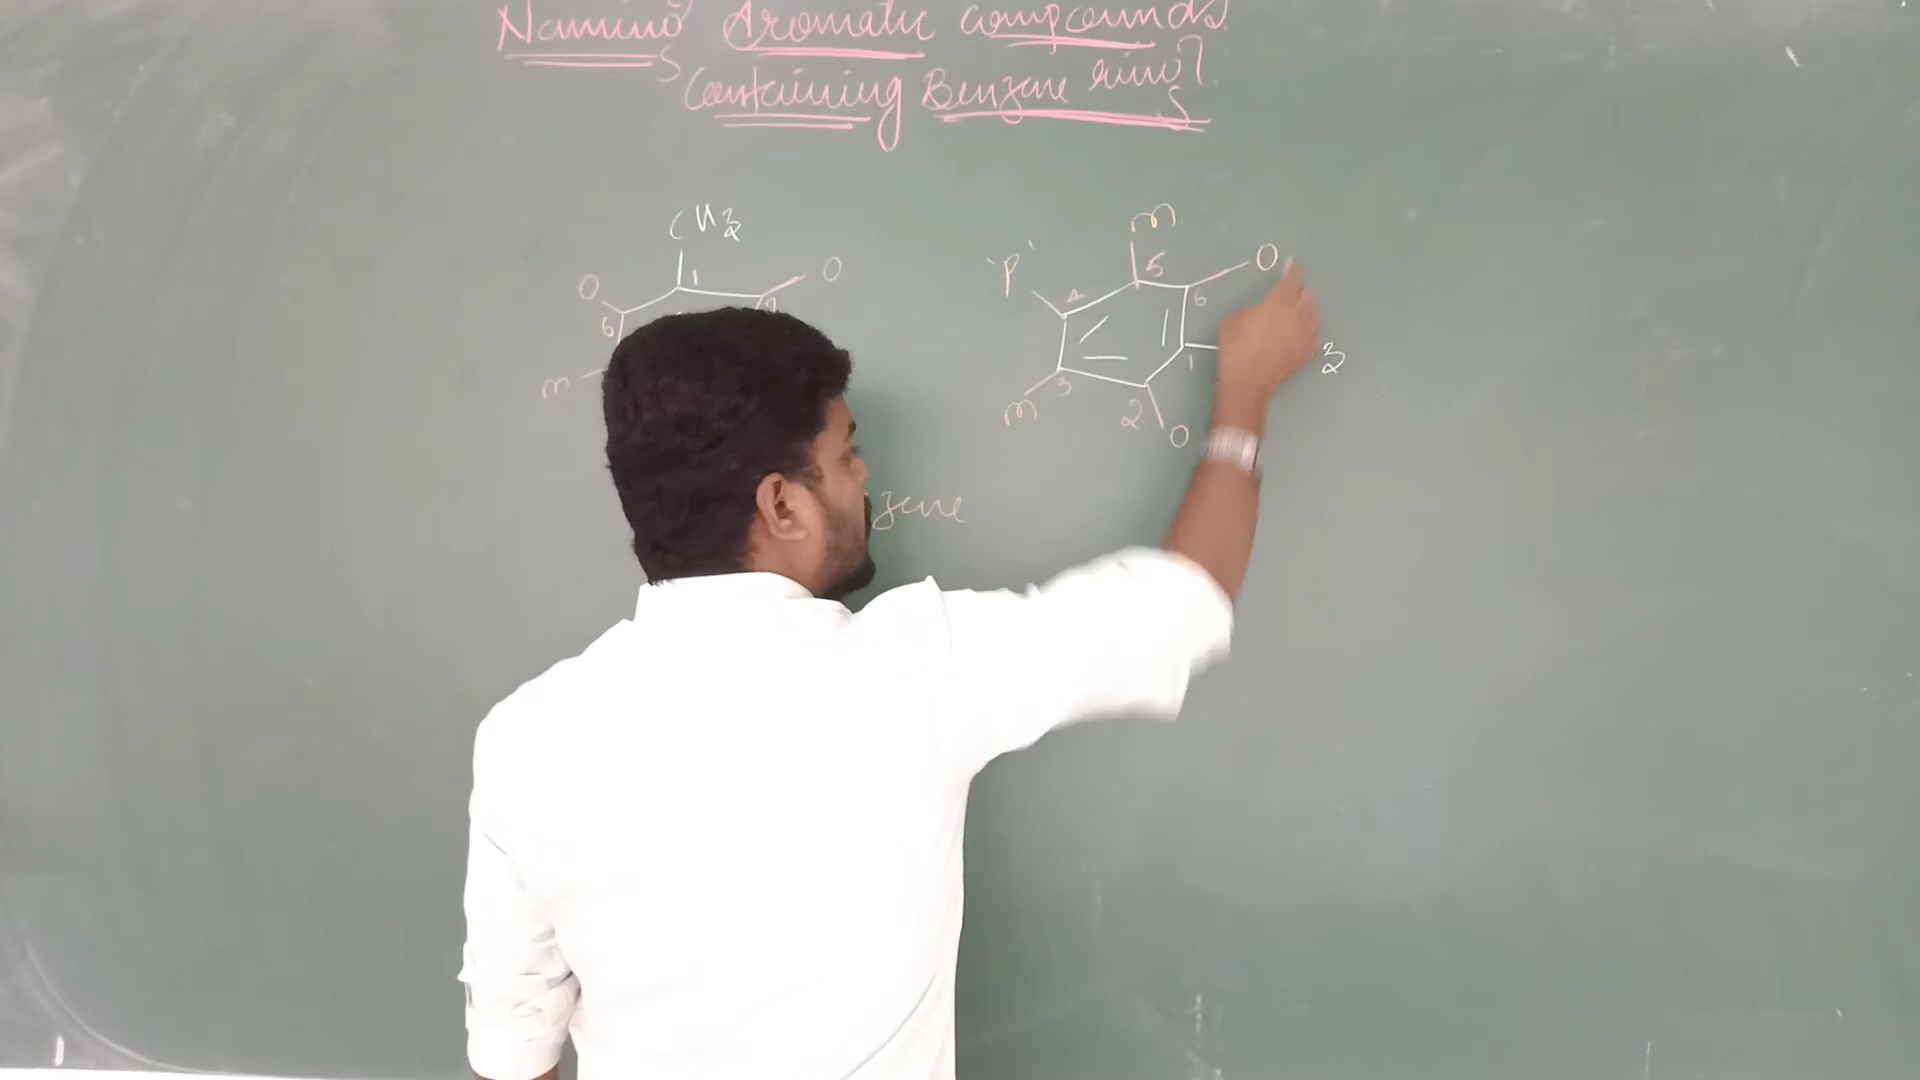 Naming Aromatic compounds
containing Benzene ring.
CH3
O 1 O
6
m
zene
m
'p' 5 O
4 6
3 1 3
m 2 O